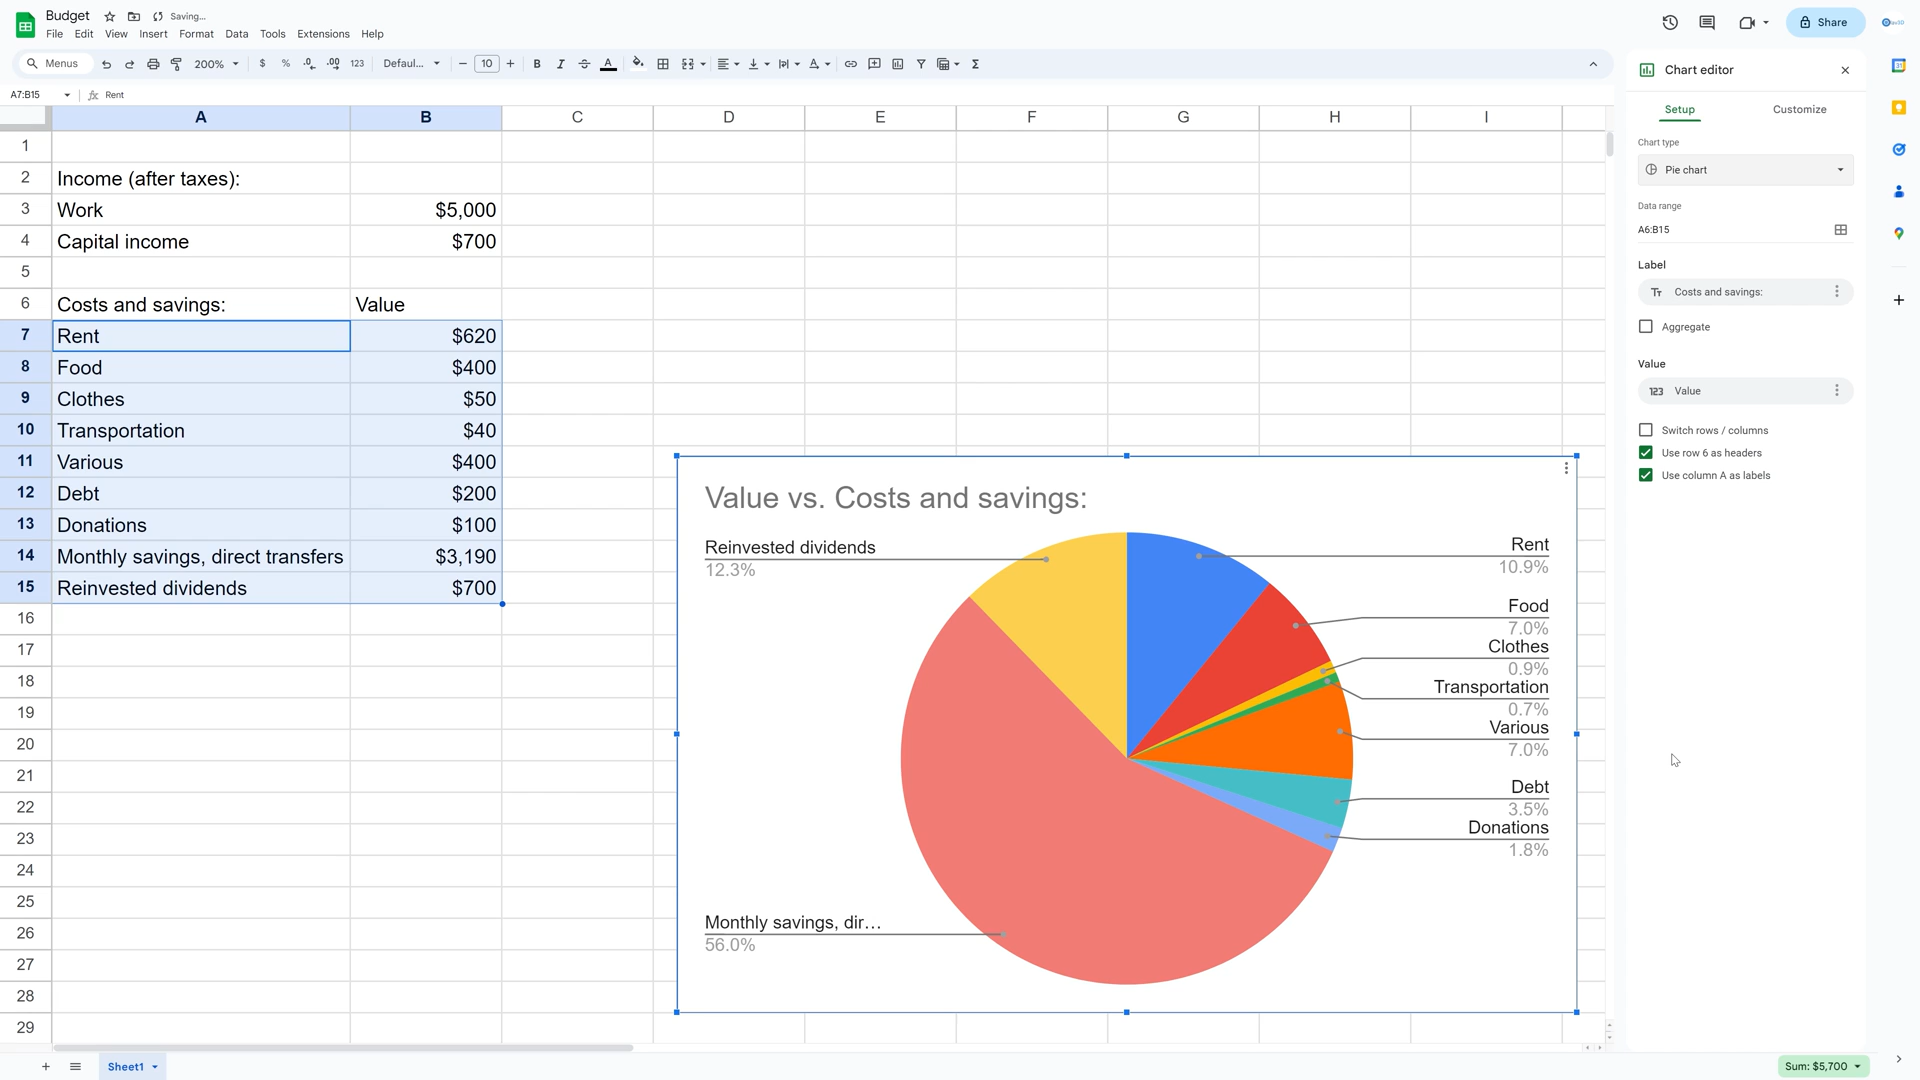 Budget
Saving...
File Edit View Insert Format Data Tools Extensions Help
Share
Menus 200% $ % .0 .00 123 Defaul... 10 B I A
A7:B15 fx Rent
Chart editor
Setup Customize
Chart type
Pie chart
Data range
A6:B15
Label
Costs and savings:
Aggregate
Value
123 Value
Switch rows / columns
Use row 6 as headers
Use column A as labels
A B C D E F G H I
1
2 Income (after taxes):
3 Work $5,000
4 Capital income $700
5
6 Costs and savings: Value
7 Rent $620
8 Food $400
9 Clothes $50
10 Transportation $40
11 Various $400
12 Debt $200
13 Donations $100
14 Monthly savings, direct transfers $3,190
15 Reinvested dividends $700
16
17
18
19
20
21
22
23
24
25
26
27
28
29
Value vs. Costs and savings:
Reinvested dividends
12.3%
Rent
10.9%
Food
7.0%
Clothes
0.9%
Transportation
0.7%
Various
7.0%
Debt
3.5%
Donations
1.8%
Monthly savings, dir...
56.0%
Sheet1
Sum: $5,700